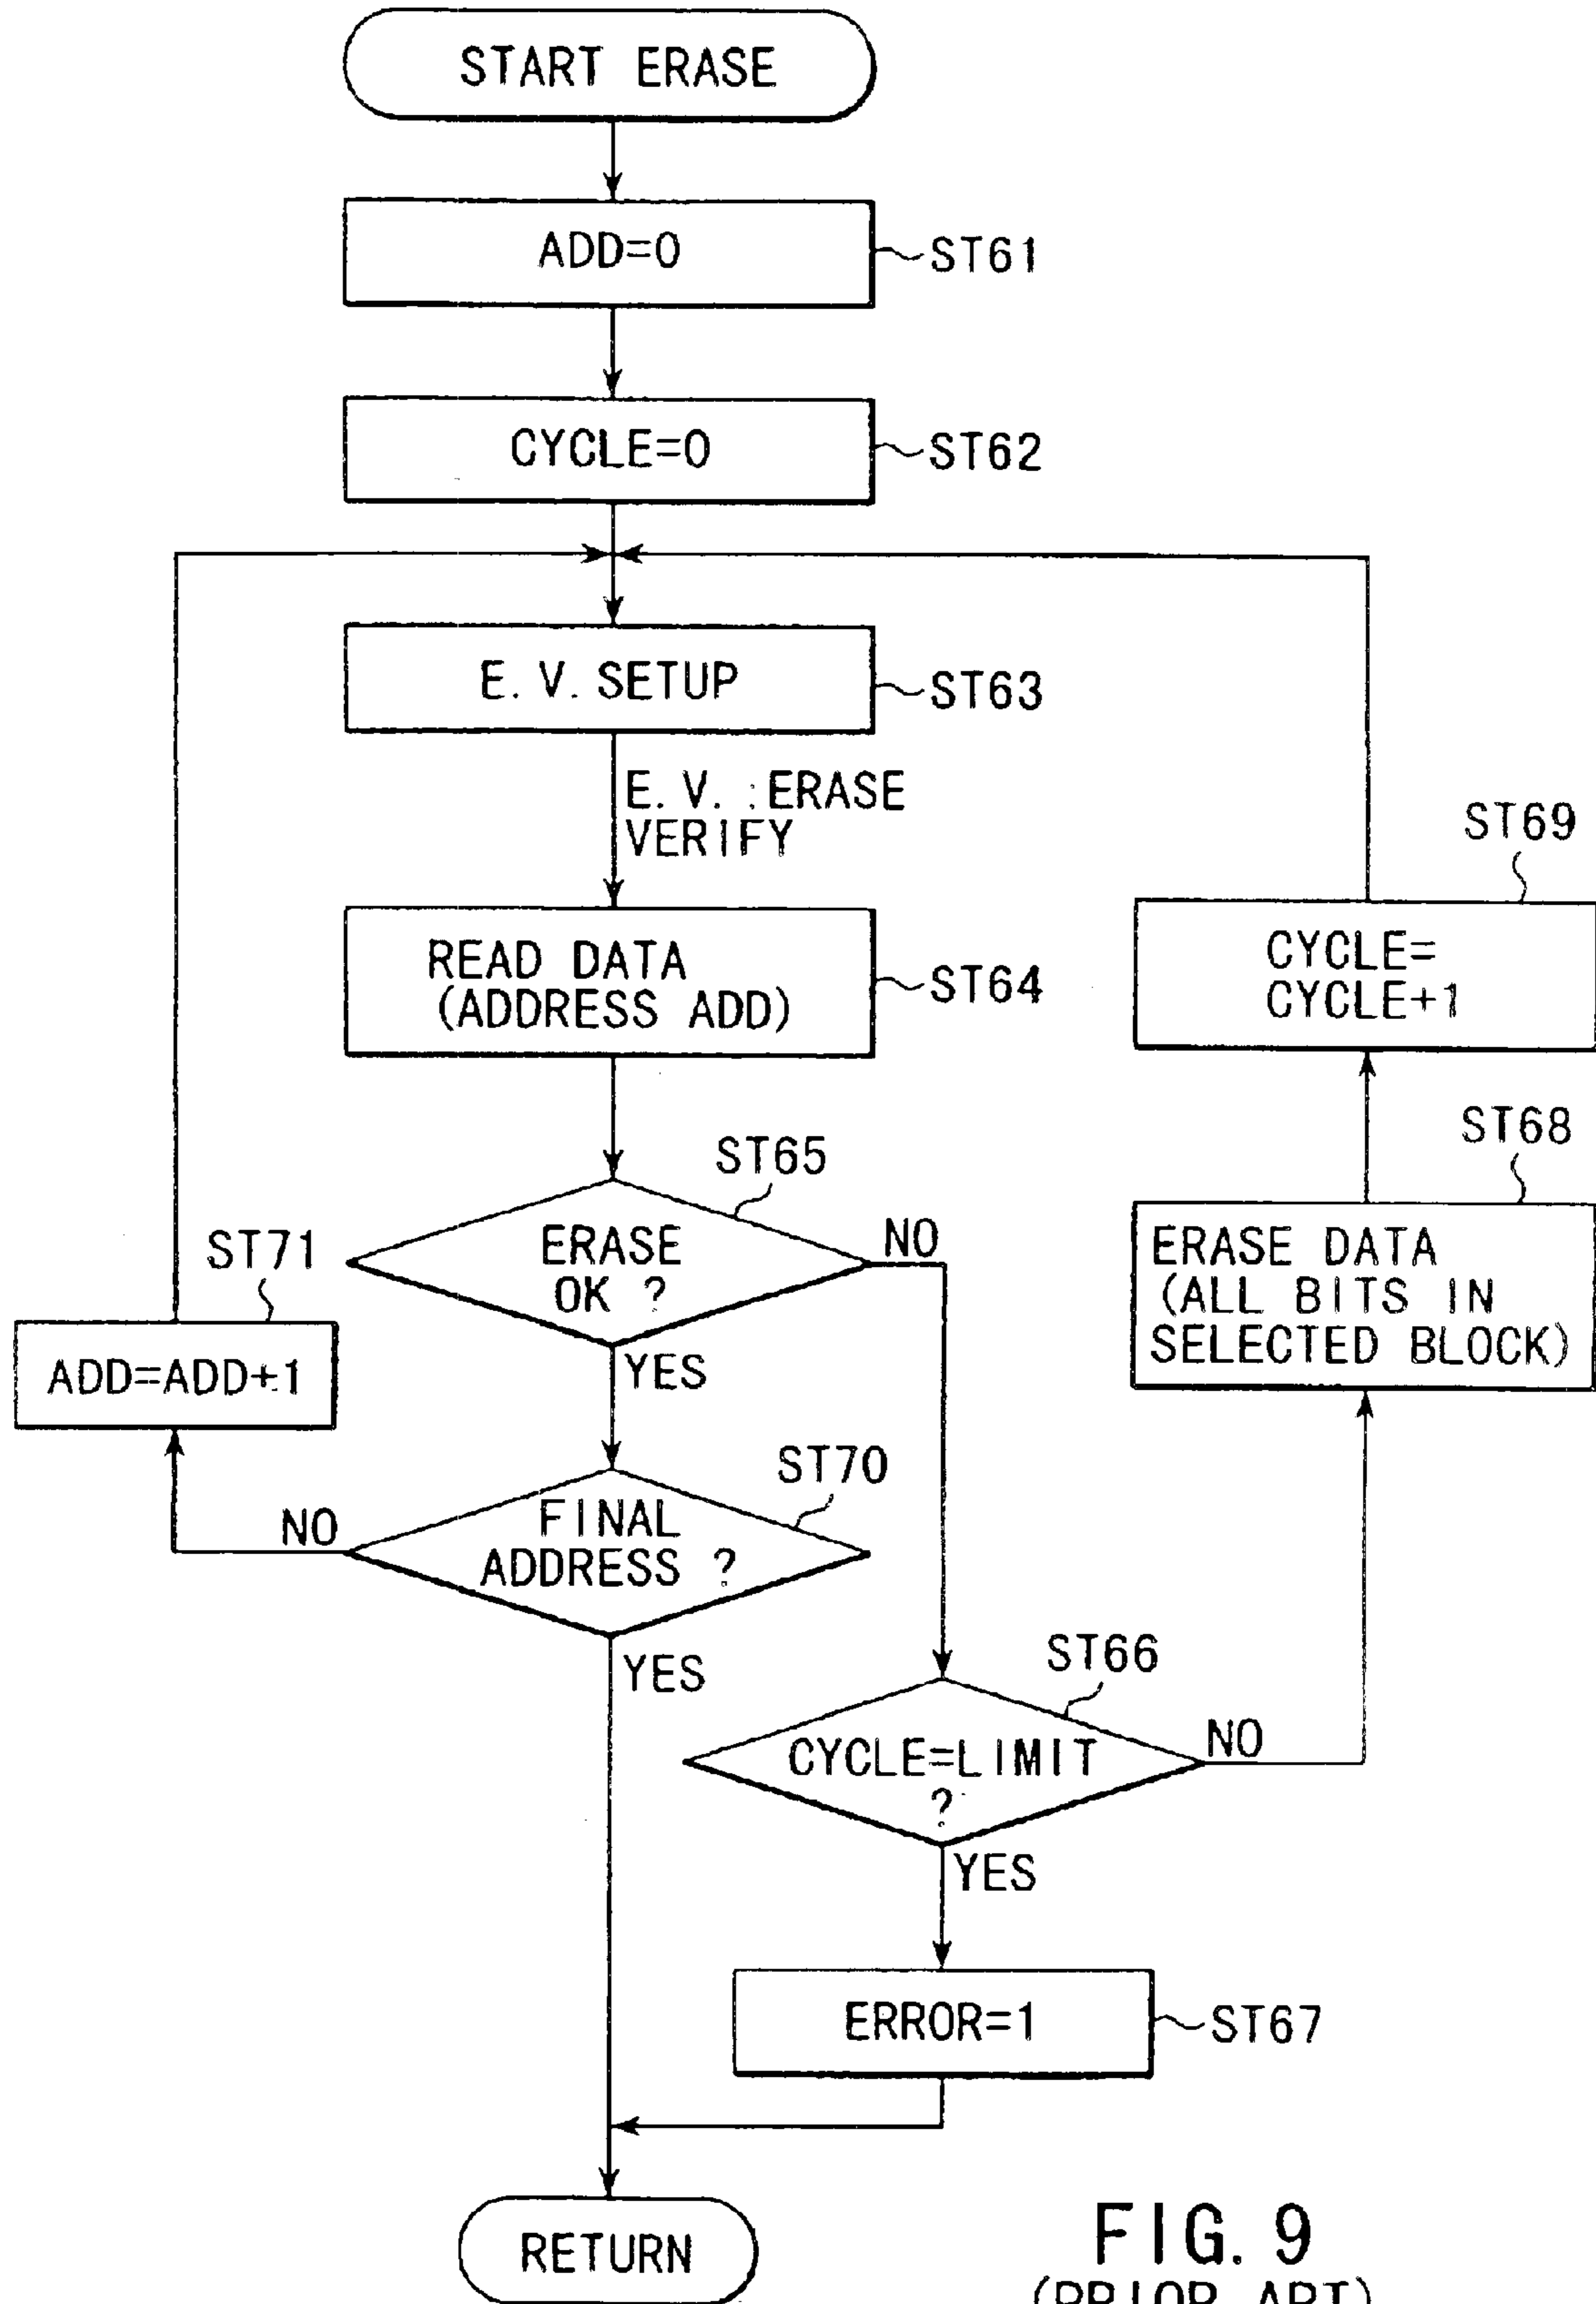 START ERASE
ADD=0
ST61
CYCLE=0
ST62
E. V. SETUP
ST63
E. V. : ERASE
VERIFY
READ DATA
(ADDRESS ADD)
ST64
ST69
CYCLE=
CYCLE+1
ST68
ERASE DATA
(ALL BITS IN
SELECTED BLOCK)
ST65
ERASE
OK ?
NO
YES
ST71
ADD=ADD+1
ST70
FINAL
ADDRESS ?
NO
YES
ST66
CYCLE=LIMIT
?
NO
YES
ERROR=1
ST67
RETURN
FIG. 9
(PRIOR ART)